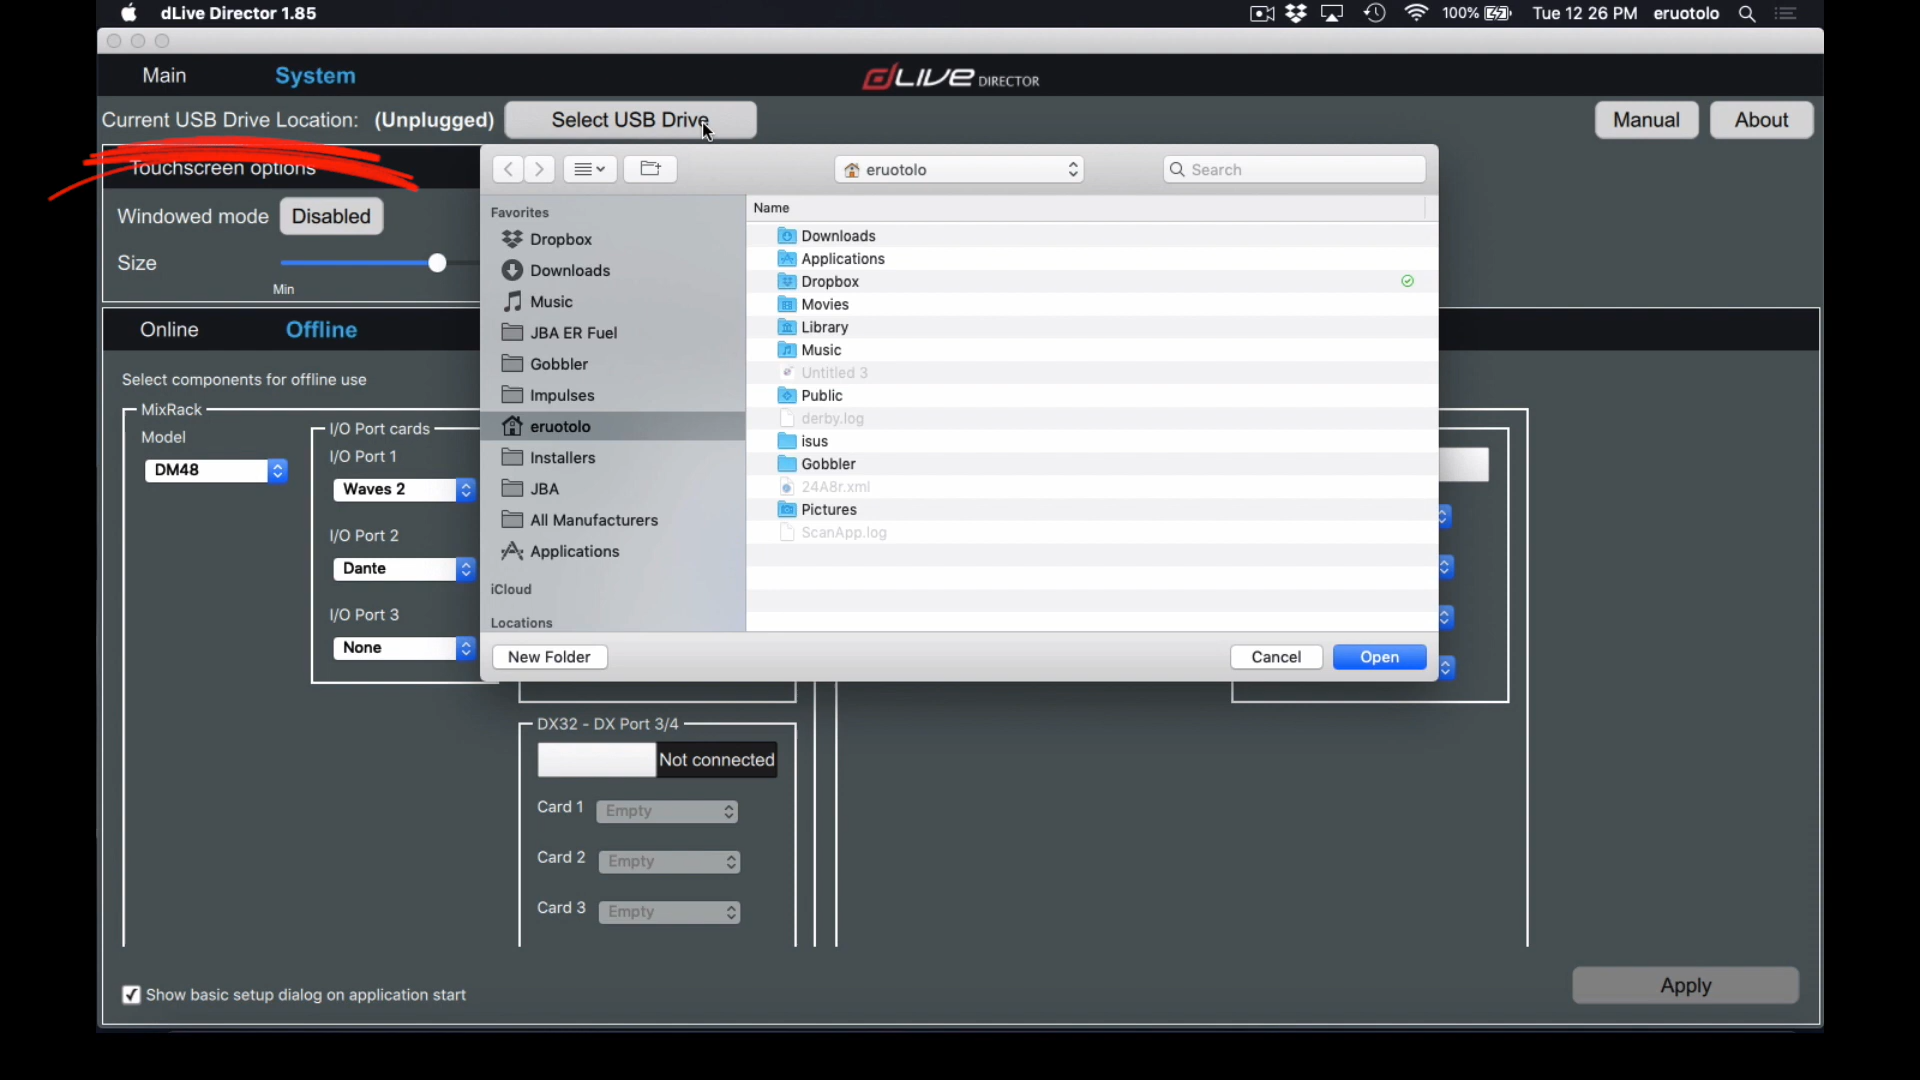 dLive Director 1.85
100%
Tue 12 26 PM
eruotolo
Main
System
dLIVE DIRECTOR
Current USB Drive Location: (Unplugged)
Select USB Drive
Manual
About
Touchscreen options
Windowed mode
Disabled
Size
Min
Online
Offline
Select components for offline use
MixRack
Model
DM48
I/O Port cards
I/O Port 1
Waves 2
I/O Port 2
Dante
I/O Port 3
None
eruotolo
Search
Favorites
Dropbox
Downloads
Music
JBA ER Fuel
Gobbler
Impulses
eruotolo
Installers
JBA
All Manufacturers
Applications
iCloud
Locations
Name
Downloads
Applications
Dropbox
Movies
Library
Music
Untitled 3
Public
derby.log
isus
Gobbler
24A8r.xml
Pictures
ScanApp.log
New Folder
Cancel
Open
DX32 - DX Port 3/4
Not connected
Card 1
Empty
Card 2
Empty
Card 3
Empty
Show basic setup dialog on application start
Apply